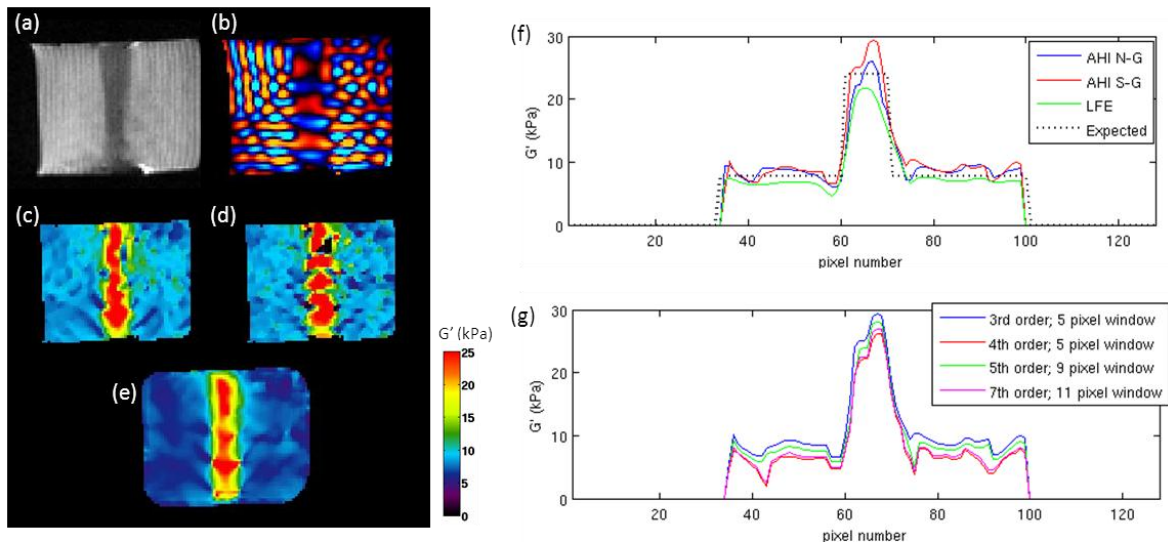 (a)
(b)
(c)
(d)
(e)
G' (kPa)
25
20
15
10
5
0
(f)
30
20
10
0
G' (kPa)
20
40
60
80
100
120
pixel number
AHI N-G
AHI S-G
LFE
Expected
(g)
30
20
10
0
G' (kPa)
20
40
60
80
100
120
pixel number
3rd order; 5 pixel window
4th order; 5 pixel window
5th order; 9 pixel window
7th order; 11 pixel window